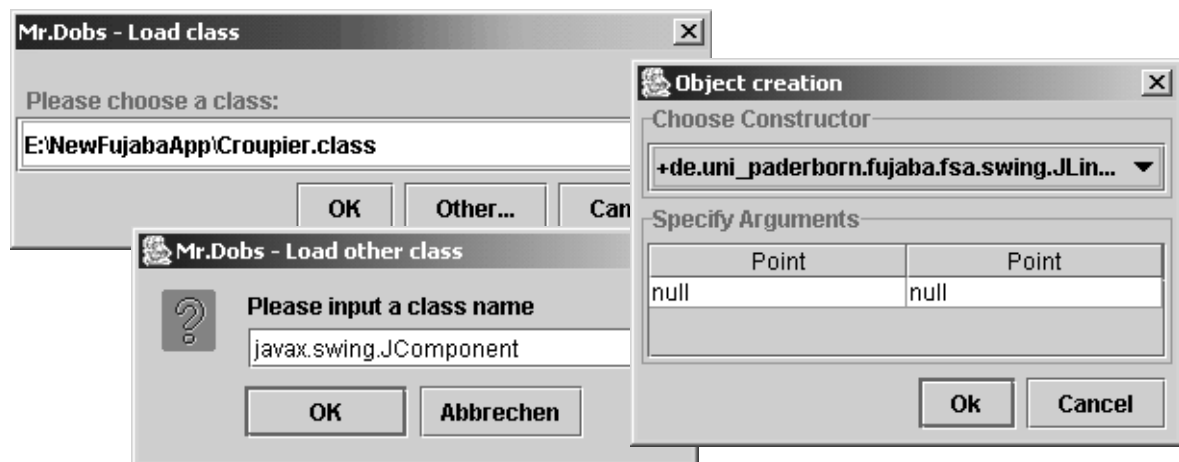 Mr.Dobs - Load class
Please choose a class:
E:\NewFujabaApp\Croupier.class
OK Other... Can
Mr.Dobs - Load other class
Please input a class name
javax.swing.JComponent
OK Abbrechen
Object creation
Choose Constructor
+de.uni_paderborn.fujaba.fsa.swing.JLin...
Specify Arguments
Point Point
null null
Ok Cancel